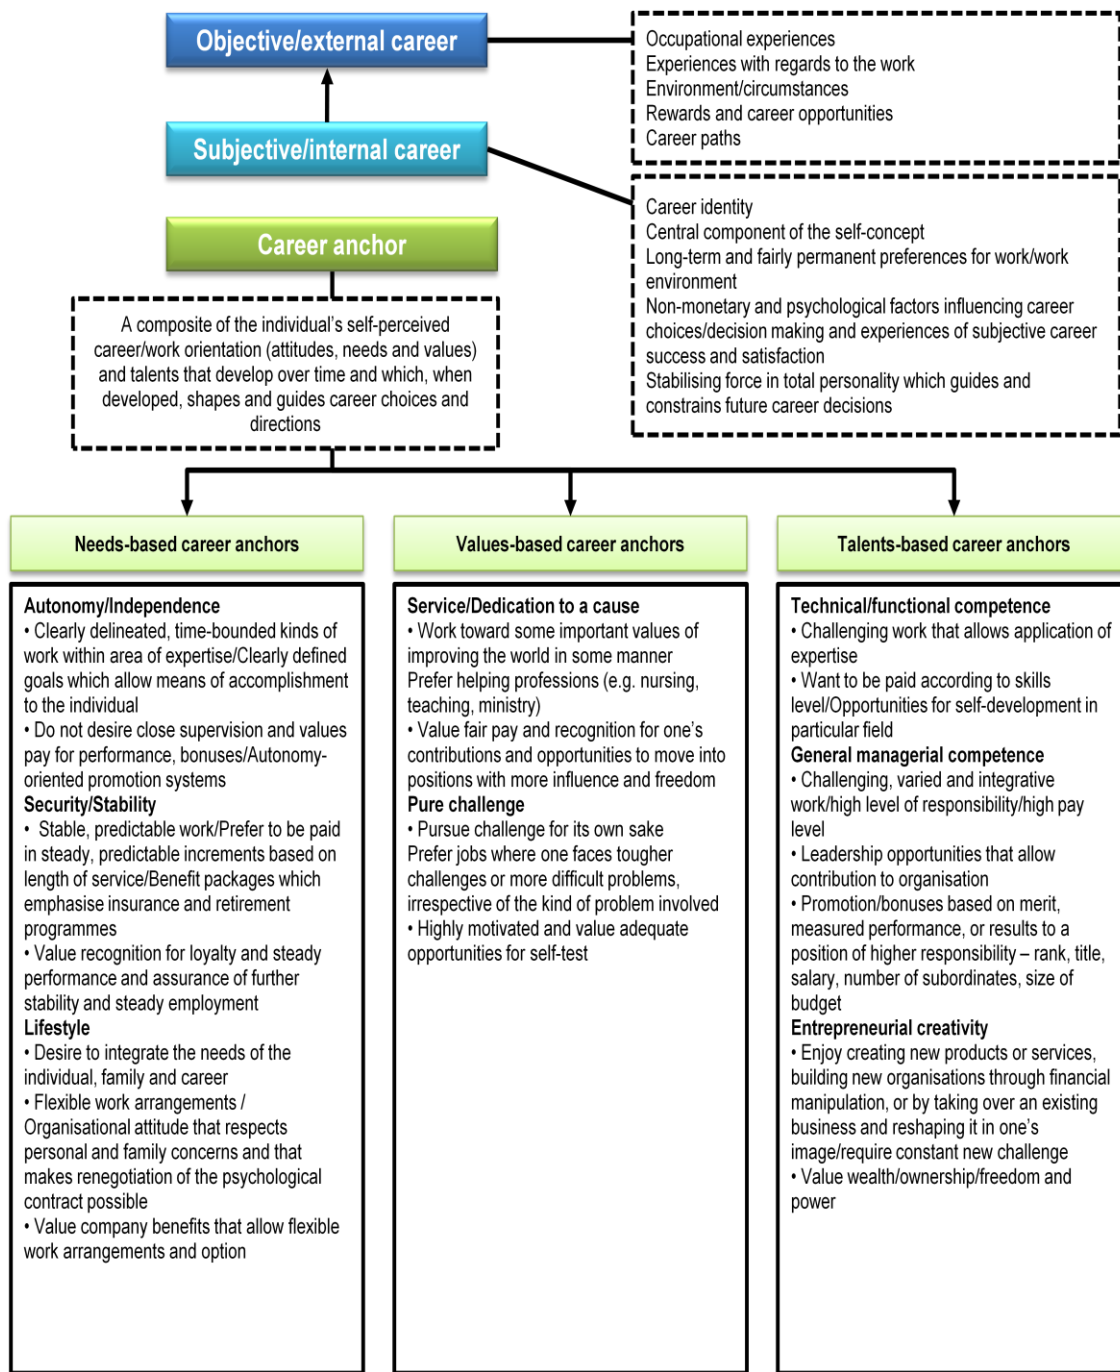 Objective/external career
Occupational experiences
Experiences with regards to the work
Environment/circumstances
Rewards and career opportunities
Career paths
Subjective/internal career
Career identity
Central component of the self-concept
Long-term and fairly permanent preferences for work/work
environment
Non-monetary and psychological factors influencing career
choices/decision making and experiences of subjective career
success and satisfaction
Stabilising force in total personality which guides and
constrains future career decisions
Career anchor
A composite of the individual's self-perceived
career/work orientation (attitudes, needs and values)
and talents that develop over time and which, when
developed, shapes and guides career choices and
directions
Needs-based career anchors
Autonomy/Independence
• Clearly delineated, time-bounded kinds of
work within area of expertise/Clearly defined
goals which allow means of accomplishment
to the individual
• Do not desire close supervision and values
pay for performance, bonuses/Autonomy-
oriented promotion systems
Security/Stability
• Stable, predictable work/Prefer to be paid
in steady, predictable increments based on
length of service/Benefit packages which
emphasise insurance and retirement
programmes
• Value recognition for loyalty and steady
performance and assurance of further
stability and steady employment
Lifestyle
• Desire to integrate the needs of the
individual, family and career
• Flexible work arrangements /
Organisational attitude that respects
personal and family concerns and that
makes renegotiation of the psychological
contract possible
• Value company benefits that allow flexible
work arrangements and option
Values-based career anchors
Service/Dedication to a cause
• Work toward some important values of
improving the world in some manner
Prefer helping professions (e.g. nursing,
teaching, ministry)
• Value fair pay and recognition for one's
contributions and opportunities to move into
positions with more influence and freedom
Pure challenge
• Pursue challenge for its own sake
Prefer jobs where one faces tougher
challenges or more difficult problems,
irrespective of the kind of problem involved
• Highly motivated and value adequate
opportunities for self-test
Talents-based career anchors
Technical/functional competence
• Challenging work that allows application of
expertise
• Want to be paid according to skills
level/Opportunities for self-development in
particular field
General managerial competence
• Challenging, varied and integrative
work/high level of responsibility/high pay
level
• Leadership opportunities that allow
contribution to organisation
• Promotion/bonuses based on merit,
measured performance, or results to a
position of higher responsibility – rank, title,
salary, number of subordinates, size of
budget
Entrepreneurial creativity
• Enjoy creating new products or services,
building new organisations through financial
manipulation, or by taking over an existing
business and reshaping it in one's
image/require constant new challenge
• Value wealth/ownership/freedom and
power